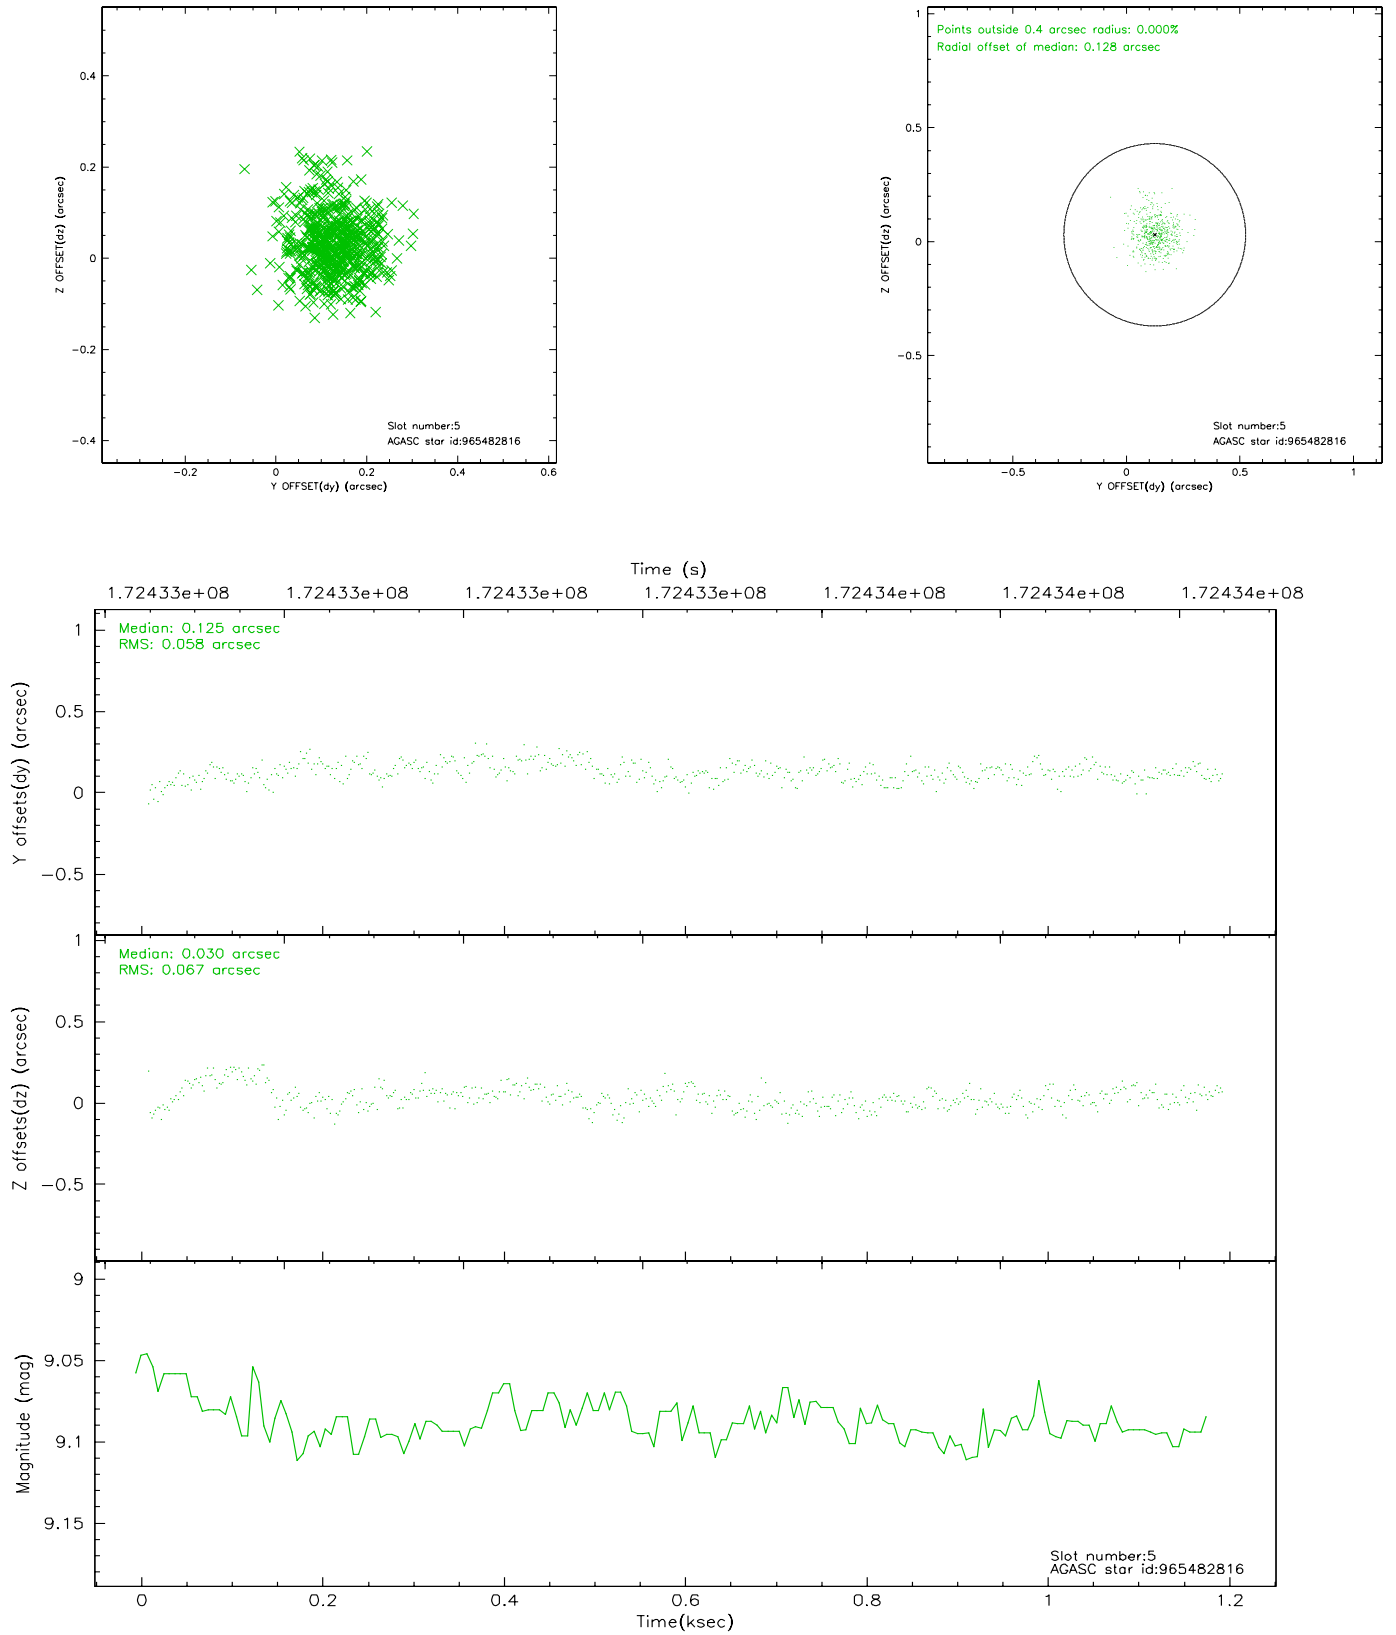 0.4
0.2
0
−0.2
−0.4
Z OFFSET(dz) (arcsec)
Slot number:5
AGASC star id:965482816
−0.2 0 0.2 0.4 0.6
Y OFFSET(dy) (arcsec)
Points outside 0.4 arcsec radius: 0.000%
Radial offset of median: 0.128 arcsec
1
0.5
0
−0.5
Z OFFSET(dz) (arcsec)
Slot number:5
AGASC star id:965482816
−0.5 0 0.5 1
Y OFFSET(dy) (arcsec)
Time (s)
1.72433e+08 1.72433e+08 1.72433e+08 1.72433e+08 1.72434e+08 1.72434e+08 1.72434e+08
Median: 0.125 arcsec
RMS: 0.058 arcsec
1
0.5
0
−0.5
Y offsets(dy) (arcsec)
Median: 0.030 arcsec
RMS: 0.067 arcsec
1
0.5
0
−0.5
Z offsets(dz) (arcsec)
9
9.05
9.1
9.15
Magnitude (mag)
Slot number:5
AGASC star id:965482816
0 0.2 0.4 0.6 0.8 1 1.2
Time(ksec)